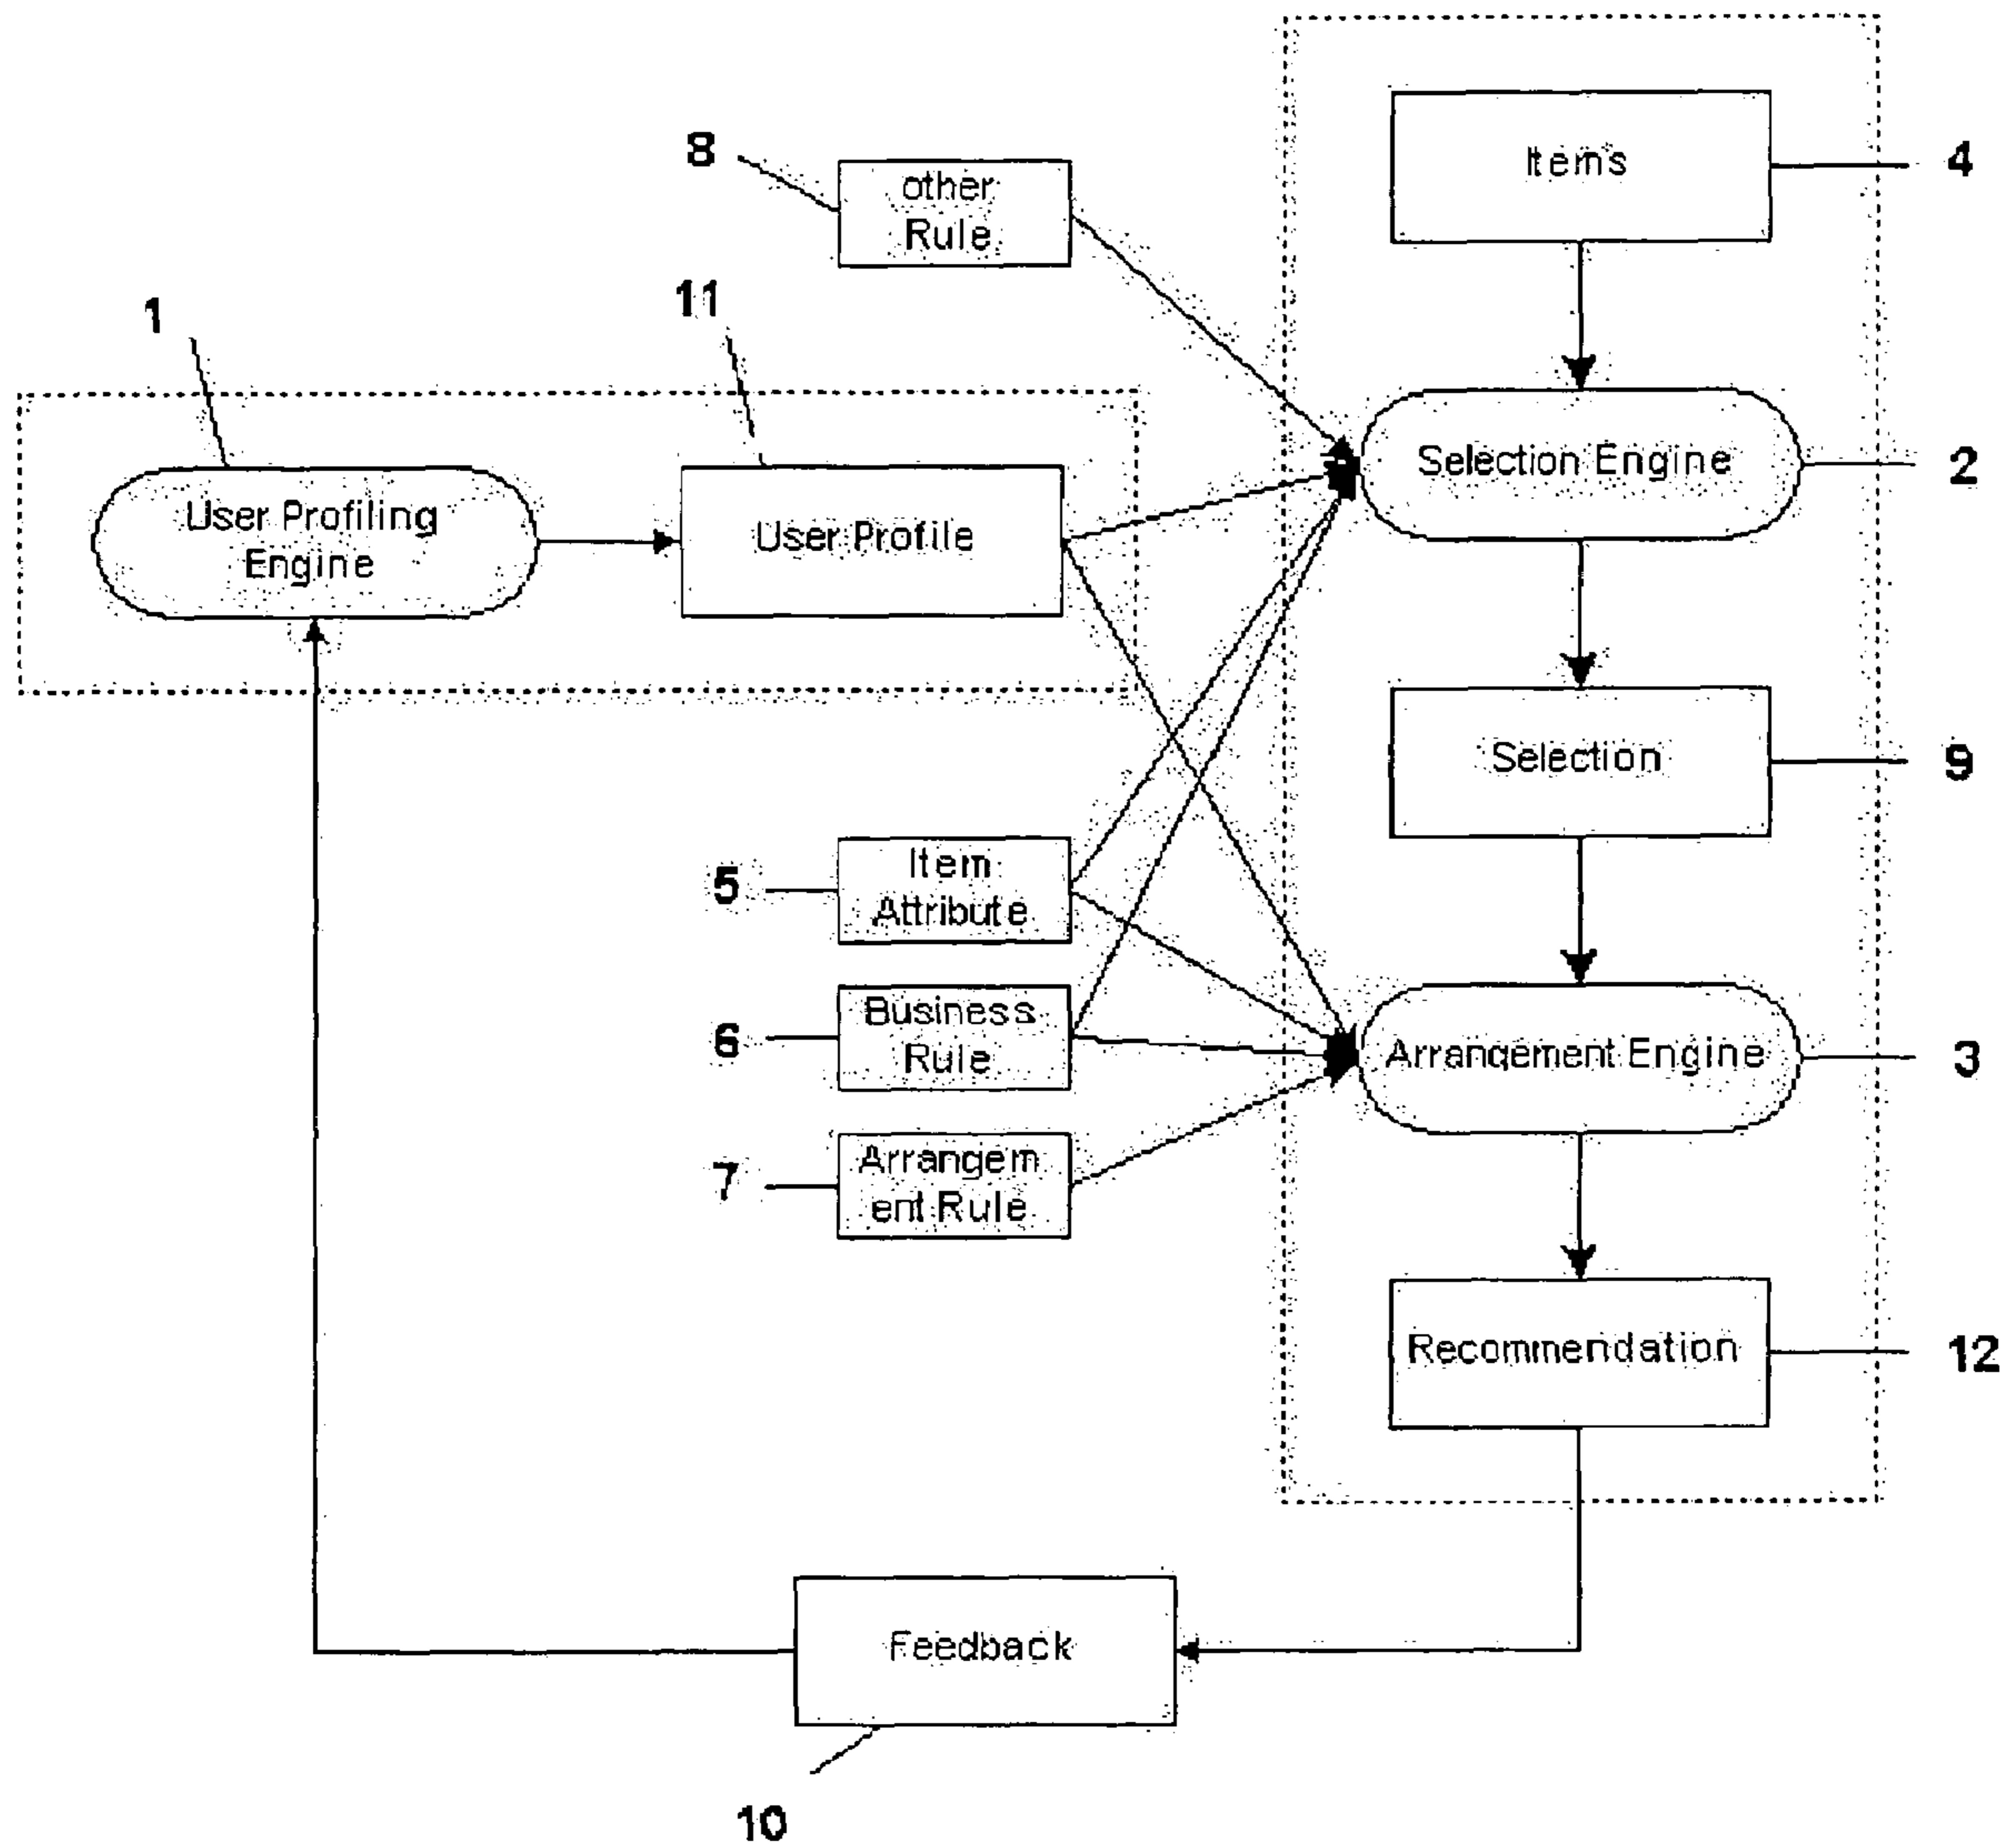 Item's
4
8
other
Rule
11
1
Selection Engine
2
User Profiling
Engine
User Profile
Selection
9
5
Item
Attribute
6
Business
Rule
Arrangement Engine
3
7
Arrangem
ent Rule
Recommendation
12
Feedback
10